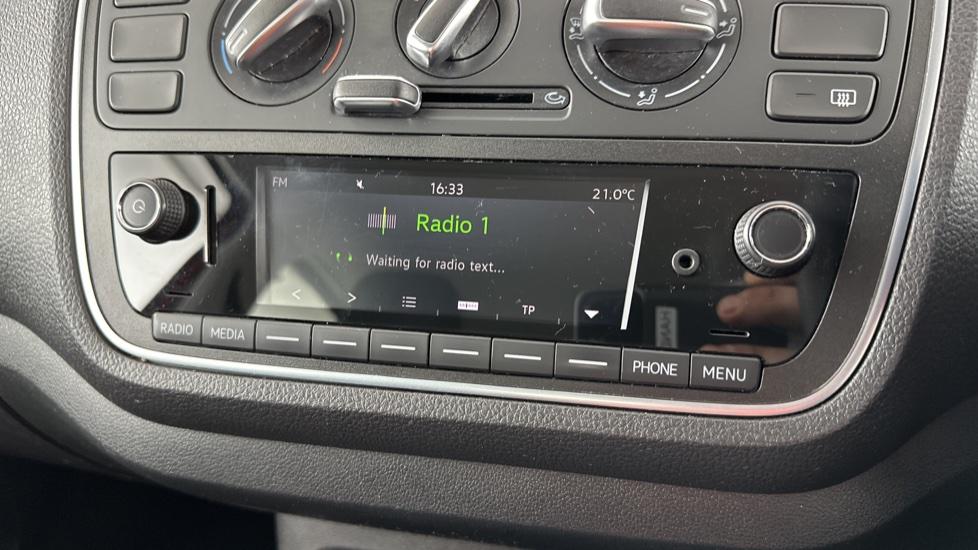 FM 16:33 21.0°C
Radio 1
Waiting for radio text...
TP
RADIO MEDIA PHONE MENU